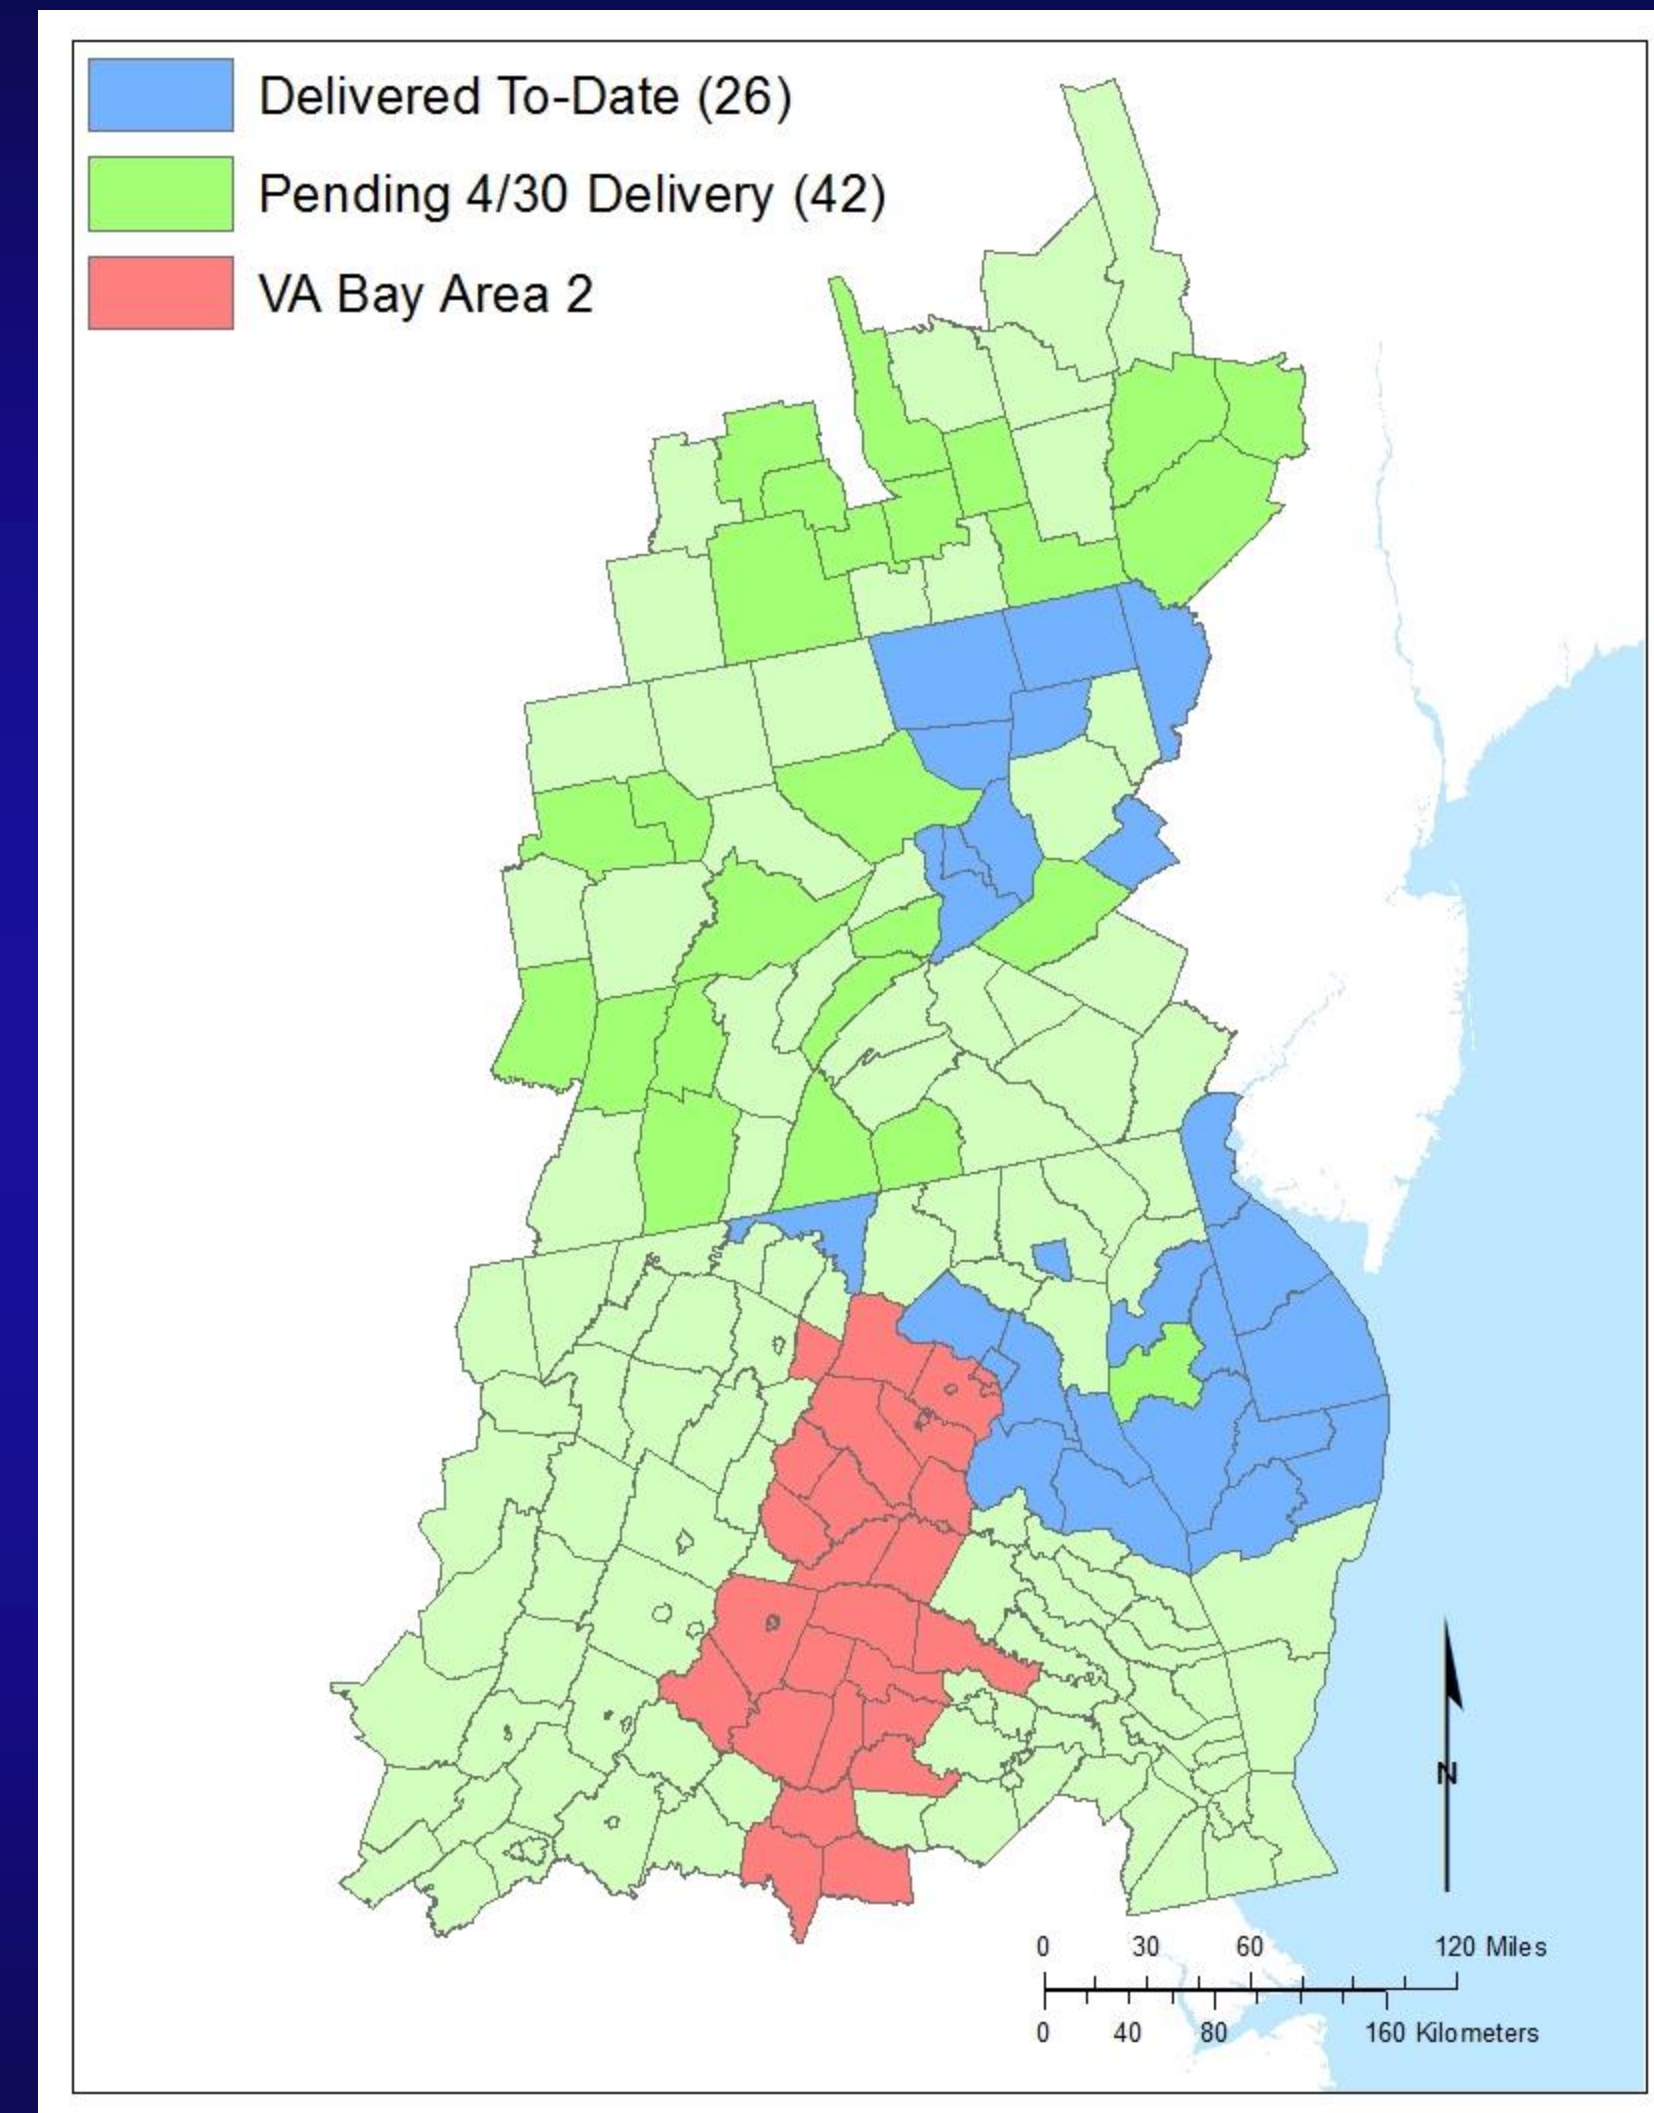 Delivered To-Date (26)
Pending 4/30 Delivery (42)
VA Bay Area 2
N
0 30 60 120 Miles
0 40 80 160 Kilometers